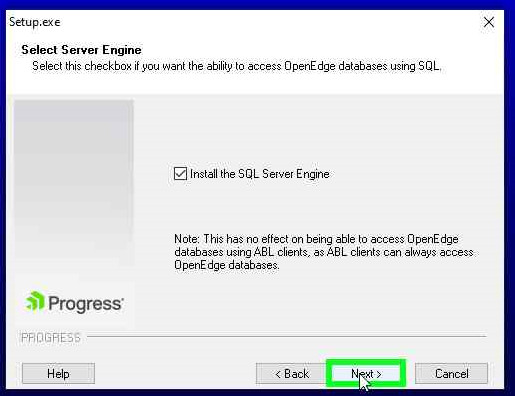 Setup.exe
Select Server Engine
Select this checkbox if you want the ability to access OpenEdge databases using SQL.
Install the SQL Server Engine
Note: This has no effect on being able to access OpenEdge
databases using ABL clients, as ABL clients can always access
OpenEdge databases.
Progress
PROGRESS
Help
< Back
Next >
Cancel